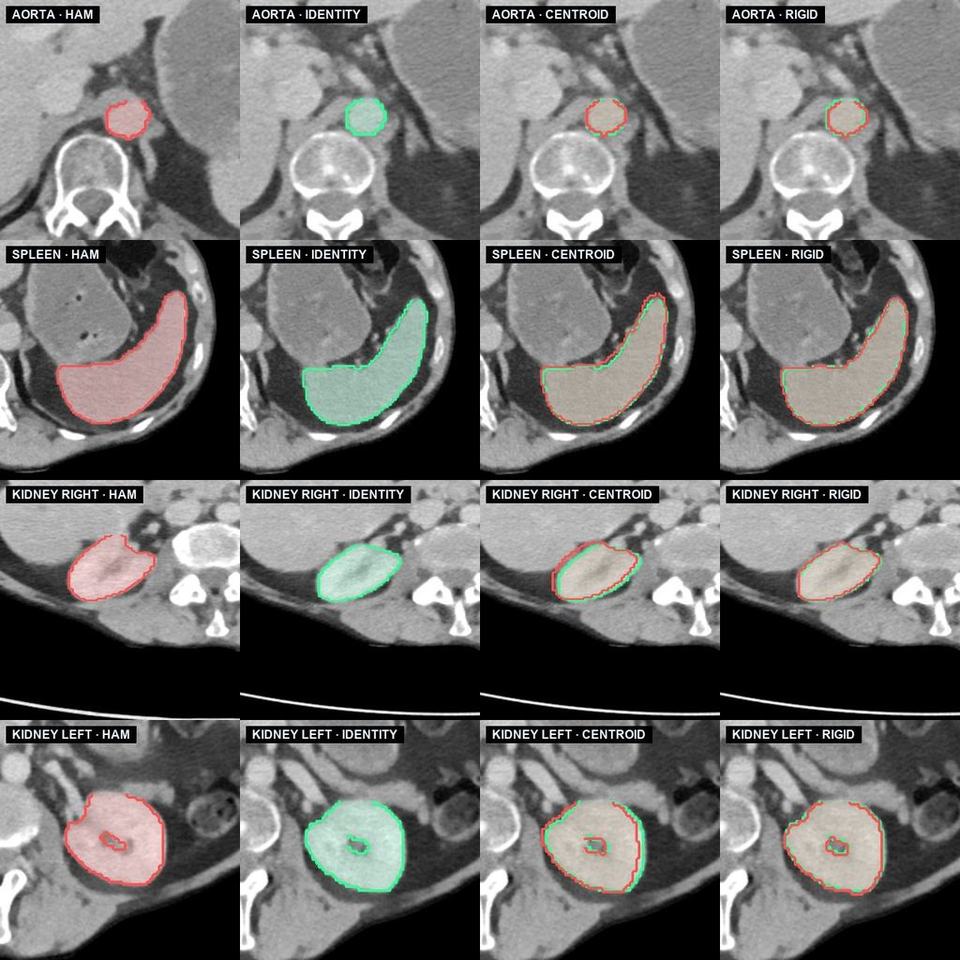 AORTA · HAM
AORTA · IDENTITY
AORTA · CENTROID
AORTA · RIGID
SPLEEN · HAM
SPLEEN · IDENTITY
SPLEEN · CENTROID
SPLEEN · RIGID
KIDNEY RIGHT · HAM
KIDNEY RIGHT · IDENTITY
KIDNEY RIGHT · CENTROID
KIDNEY RIGHT · RIGID
KIDNEY LEFT · HAM
KIDNEY LEFT · IDENTITY
KIDNEY LEFT · CENTROID
KIDNEY LEFT · RIGID